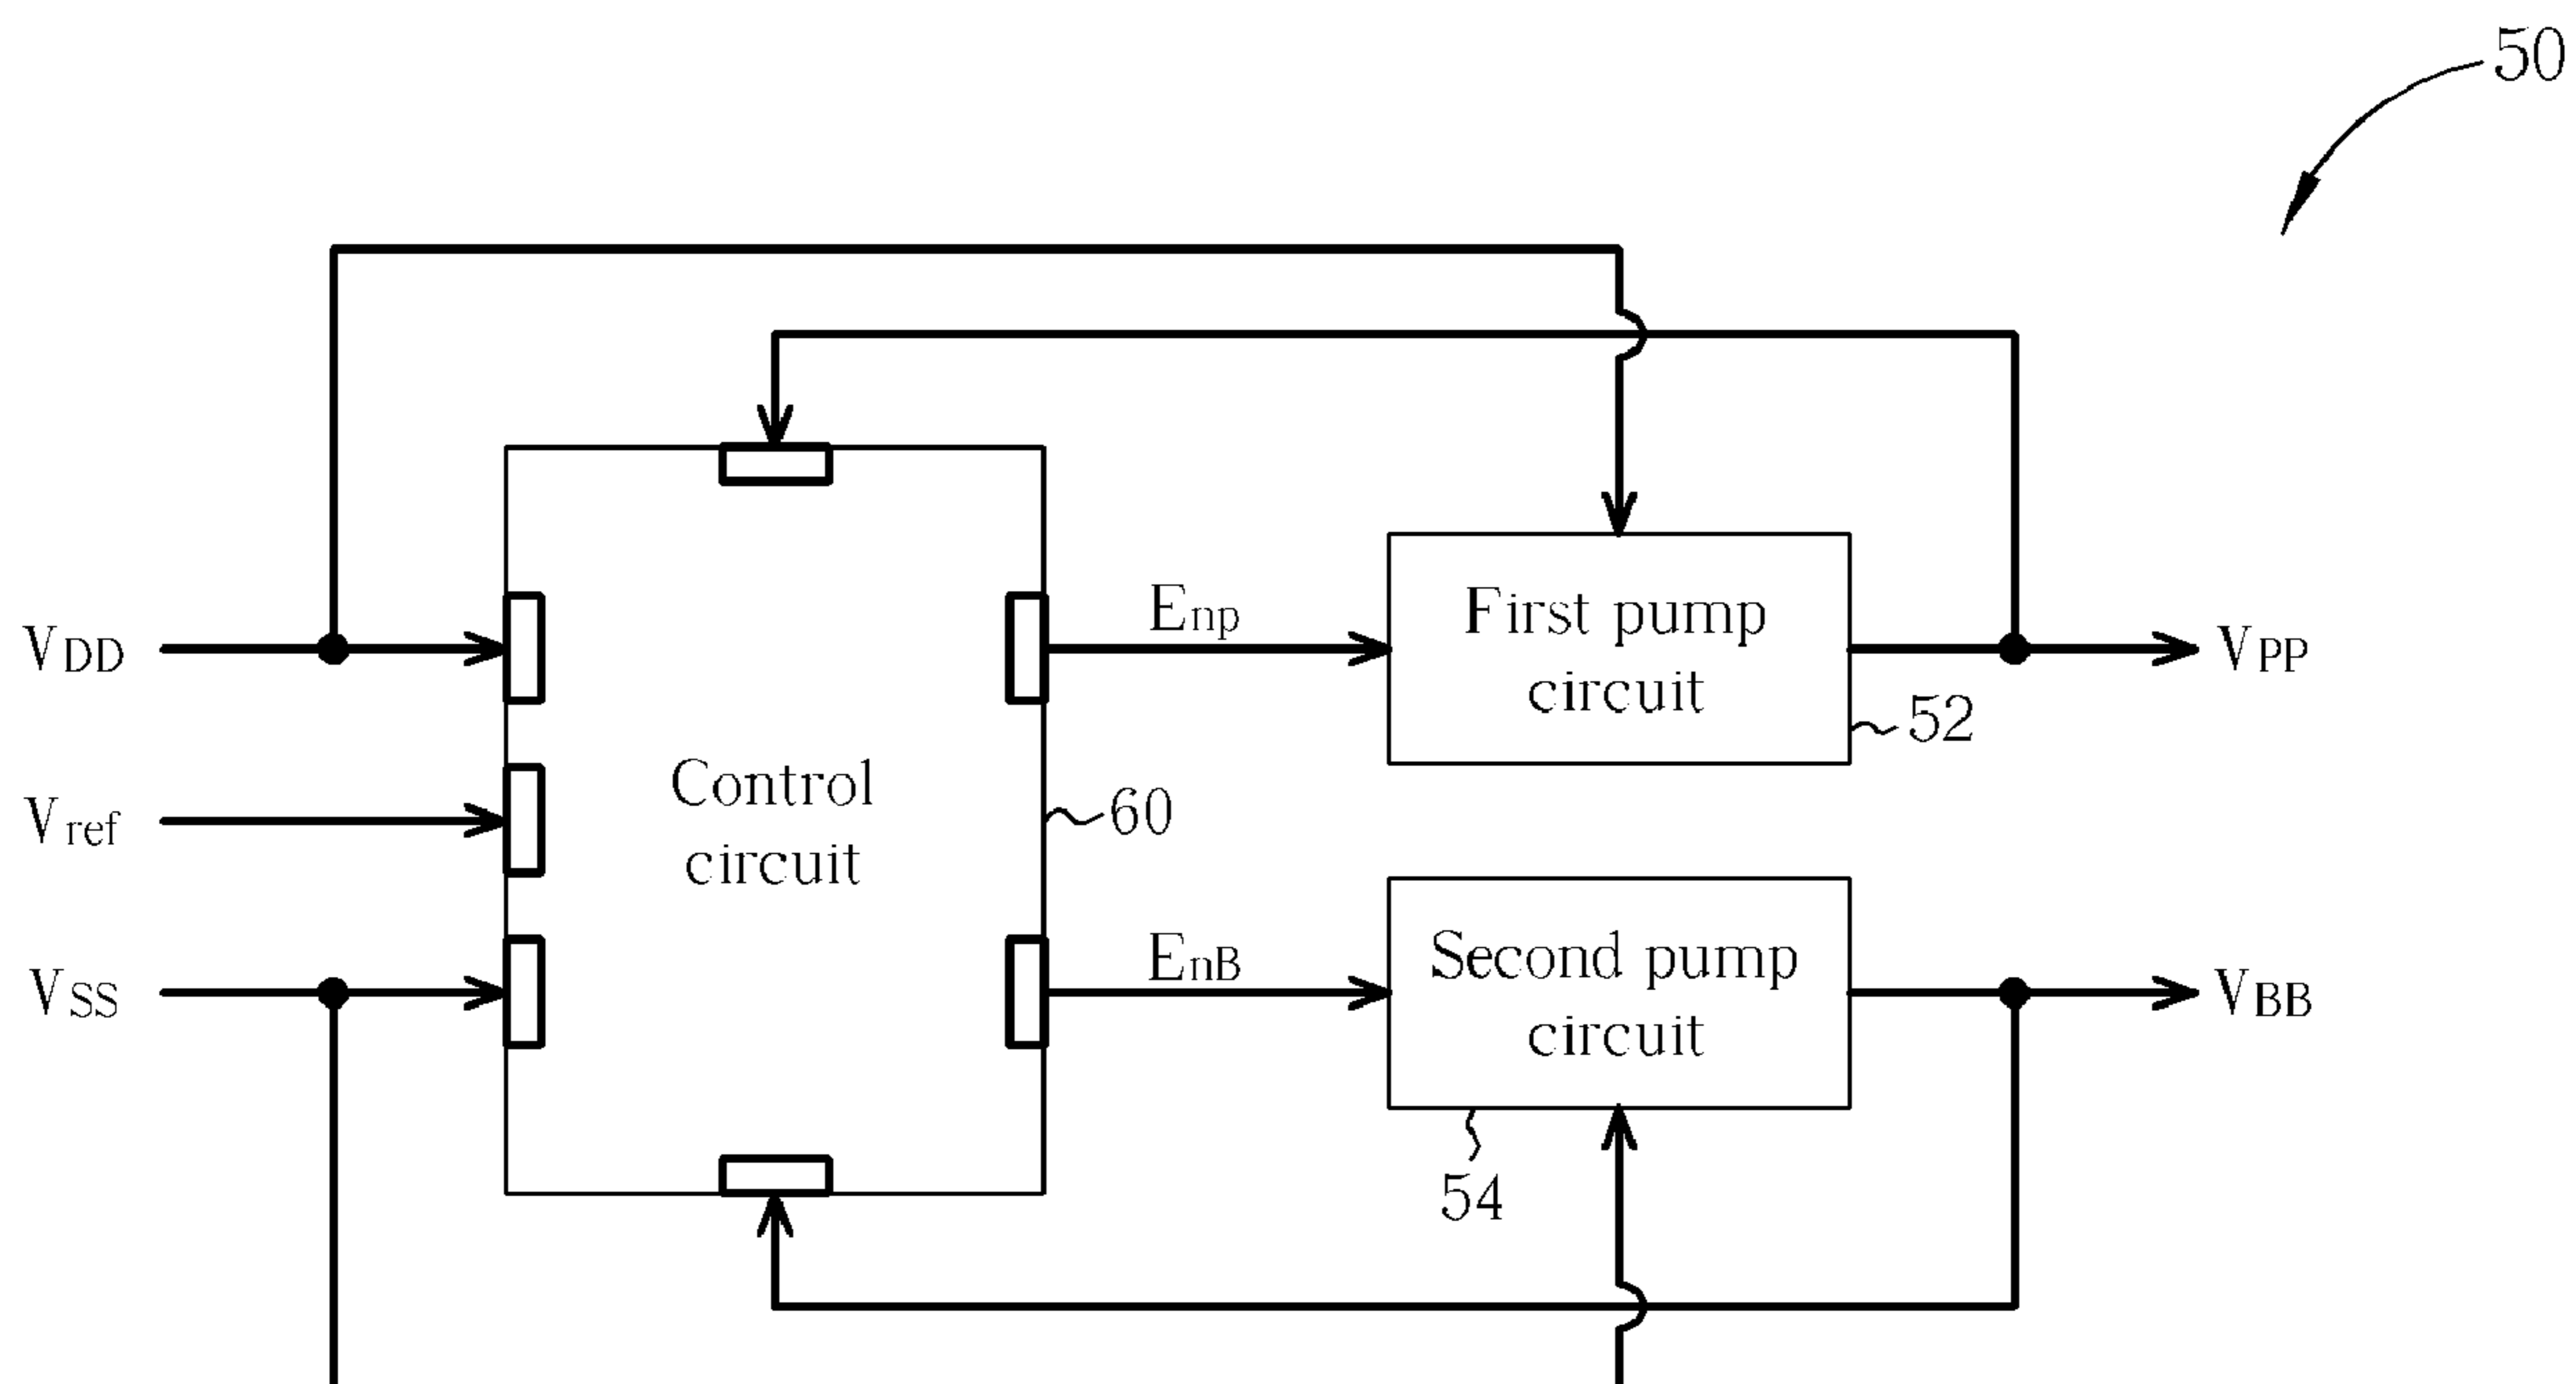 50
First pump
circuit
Enp
VDD
VPP
52
Control
circuit
Vref
60
Second pump
circuit
EnB
VSS
VBB
54